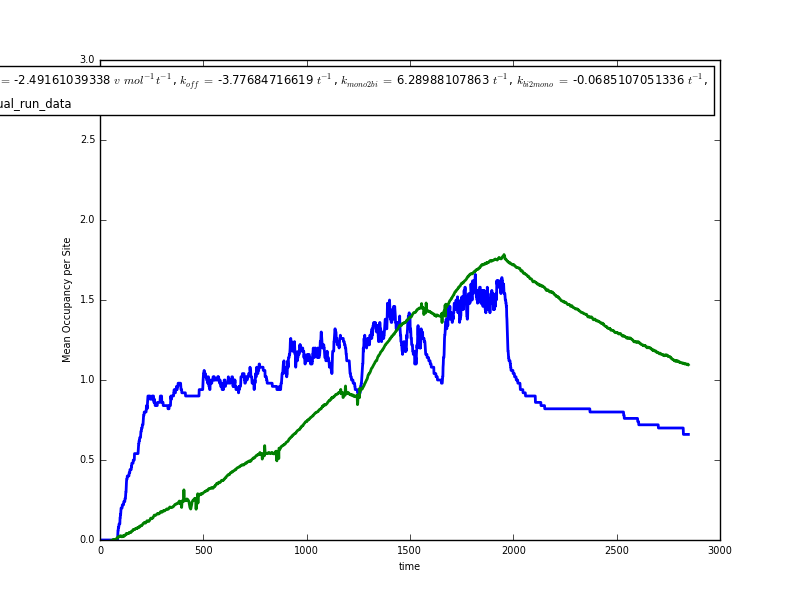 3.0
= -2.49161039338 v mol⁻¹t⁻¹, k_off = -3.77684716619 t⁻¹, k_mono2bi = 6.28988107863 t⁻¹, k_bi2mono = -0.0685107051336 t⁻¹,
ual_run_data
2.5
2.0
1.5
1.0
0.5
0.0
Mean Occupancy per Site
0 500 1000 1500 2000 2500 3000
time